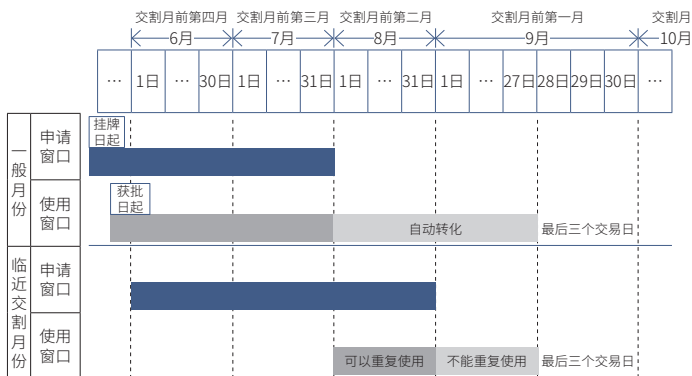 交割月前第四月 交割月前第三月 交割月前第二月 交割月前第一月 交割月
6月 7月 8月 9月 10月
… 1日 … 30日 1日 … 31日 1日 … 31日 1日 … 27日 28日 29日 30日 …
一般月份
申请窗口
挂牌日起
使用窗口
获批日起
自动转化 最后三个交易日
临近交割月份
申请窗口
使用窗口
可以重复使用 不能重复使用 最后三个交易日